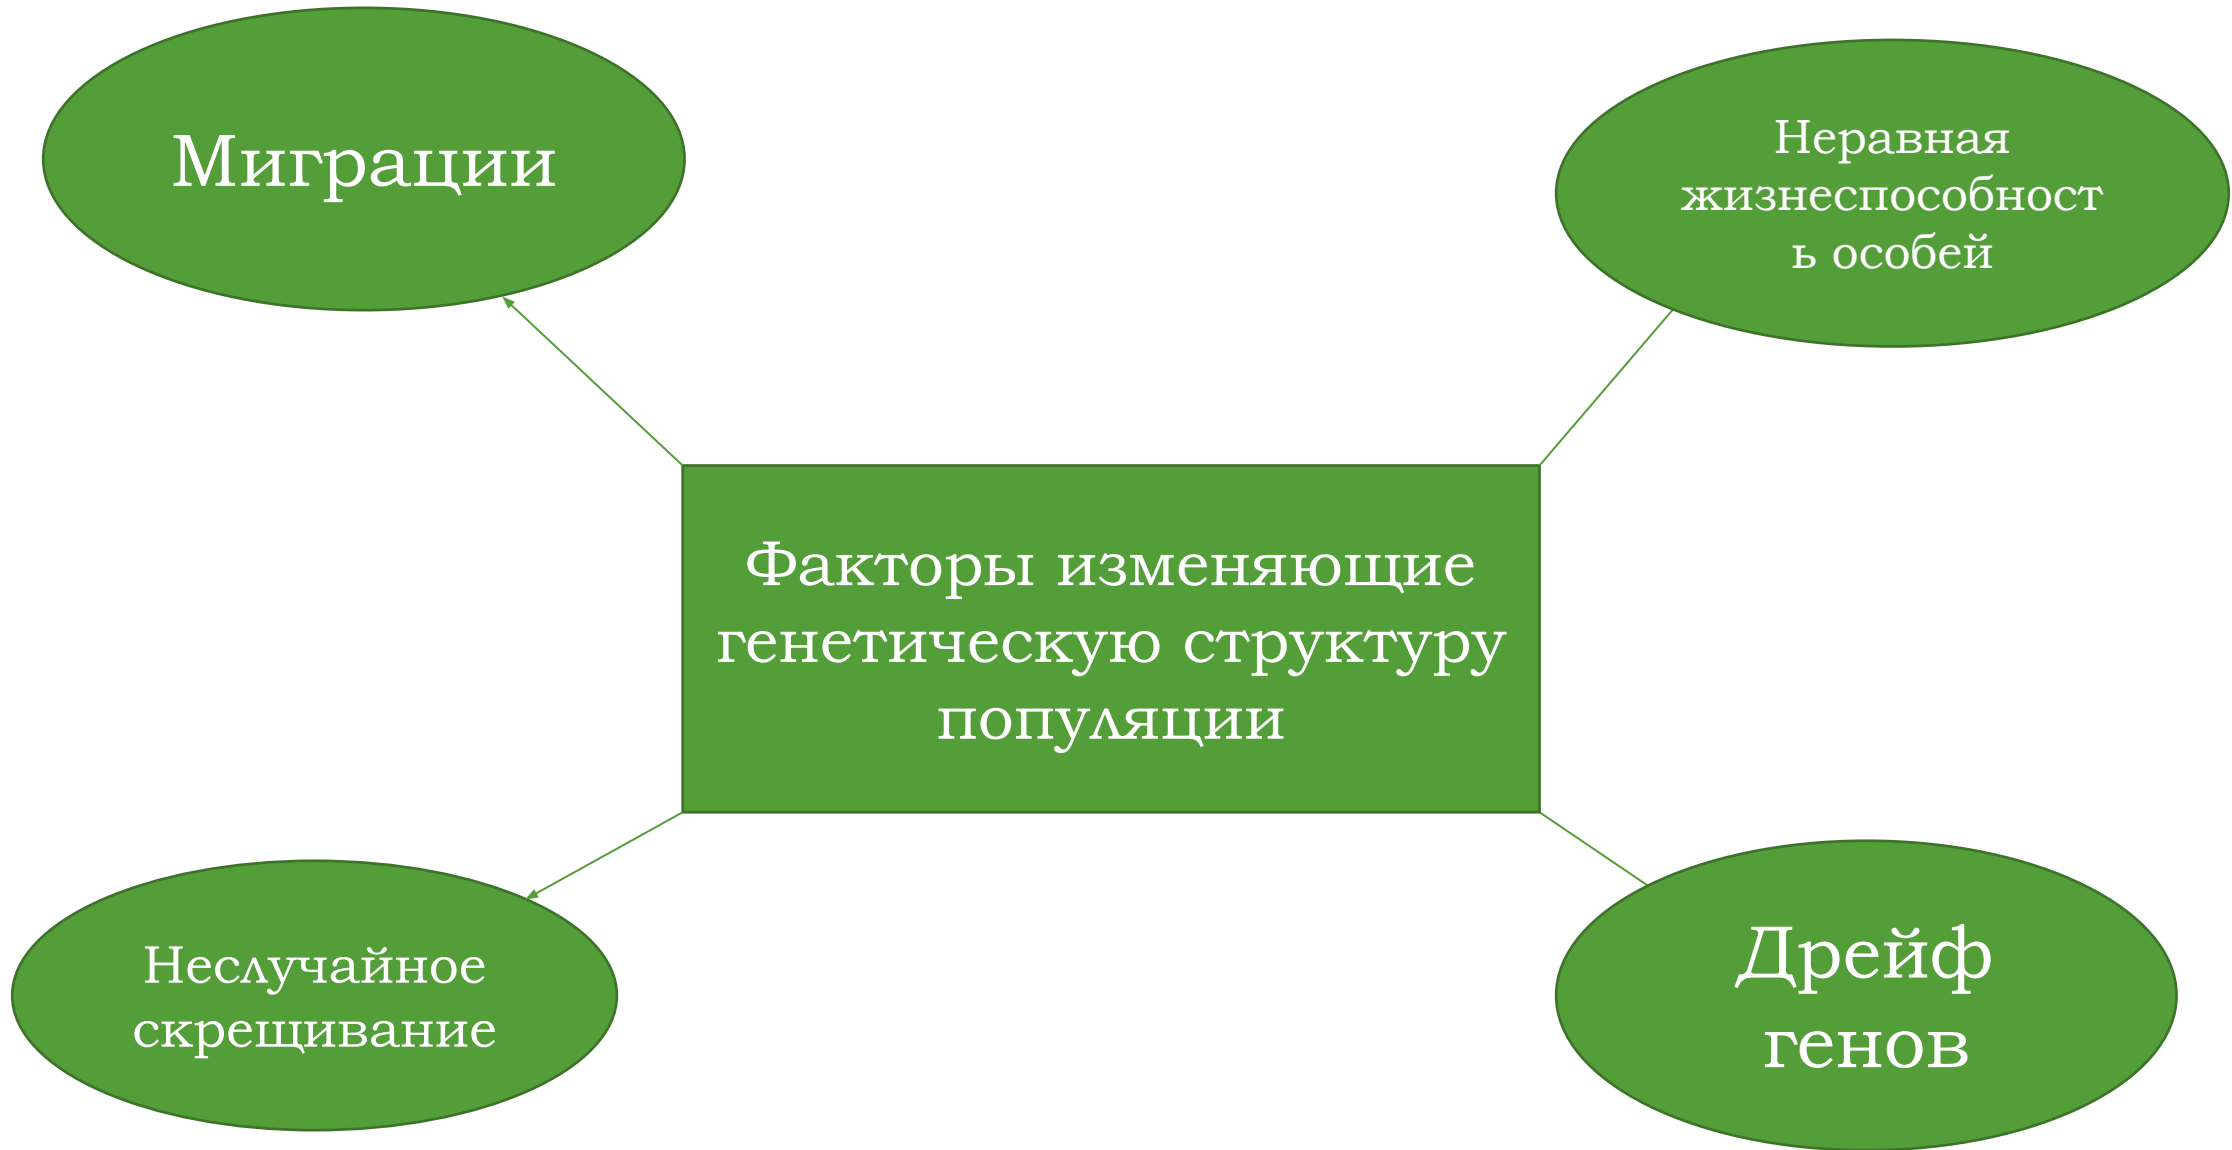 Миграции
Неравная
жизнеспособност
ь особей
Факторы изменяющие
генетическую структуру
популяции
Неслучайное
скрещивание
Дрейф
генов